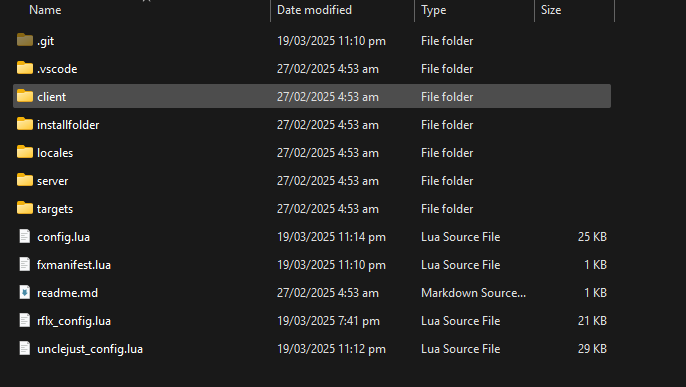 Name Date modified Type Size
.git 19/03/2025 11:10 pm File folder
.vscode 27/02/2025 4:53 am File folder
client 27/02/2025 4:53 am File folder
installfolder 27/02/2025 4:53 am File folder
locales 27/02/2025 4:53 am File folder
server 27/02/2025 4:53 am File folder
targets 27/02/2025 4:53 am File folder
config.lua 19/03/2025 11:14 pm Lua Source File 25 KB
fxmanifest.lua 19/03/2025 11:10 pm Lua Source File 1 KB
readme.md 27/02/2025 4:53 am Markdown Source... 1 KB
rflx_config.lua 19/03/2025 7:41 pm Lua Source File 21 KB
unclejust_config.lua 19/03/2025 11:12 pm Lua Source File 29 KB